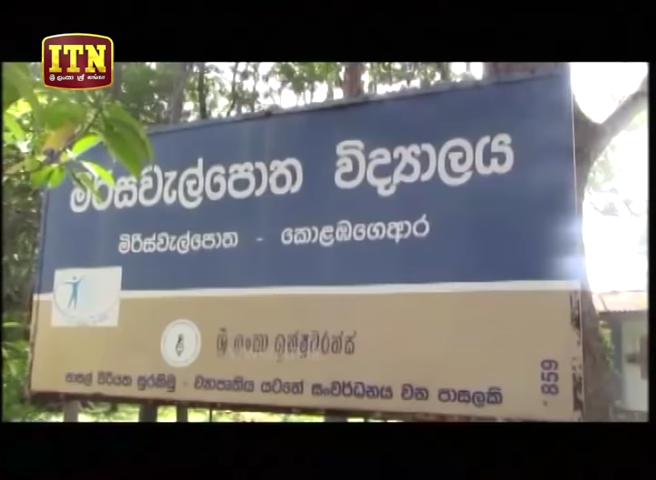 ITN
මිරිස්වැල්පොත විද්‍යාලය
මිරිස්වැල්පොත - කොළඹගෙආර
ශ්‍රී ලංකා ඉන්ෂුවරන්ස්
පාසල් පිරියත සුරකිමු - ව්‍යාපෘතිය යටතේ සංවර්ධනය වන පාසලකි
859